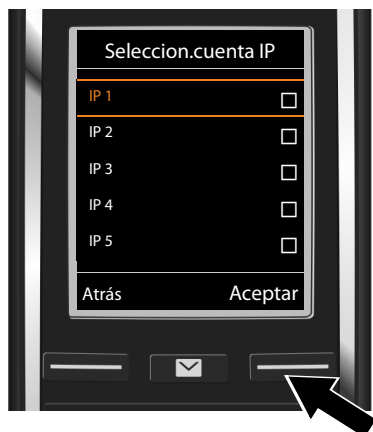 Seleccion.cuenta IP
IP 1
IP 2
IP 3
IP 4
IP 5
Atrás Aceptar